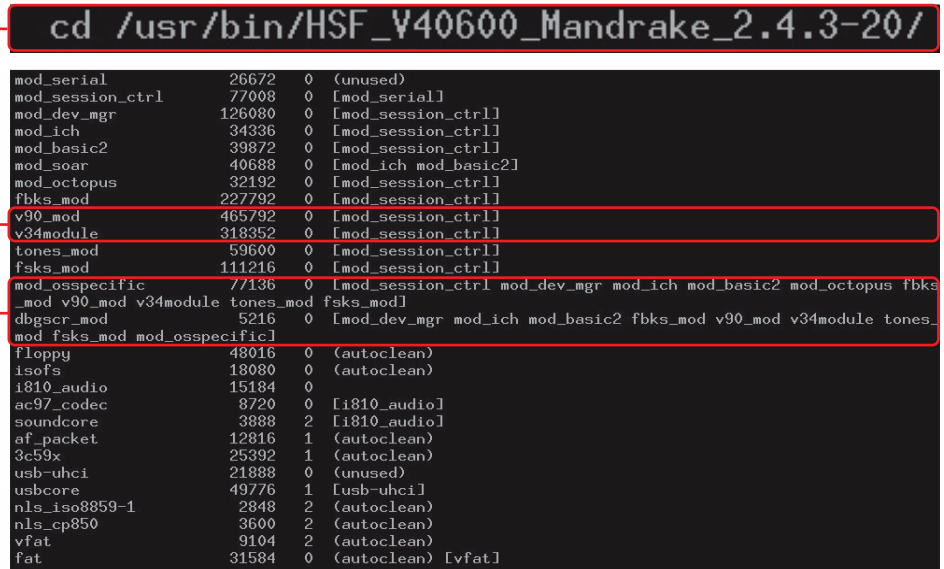 cd /usr/bin/HSF_V40600_Mandrake_2.4.3-20/
mod_serial 26672 0 (unused)
mod_session_ctrl 77008 0 [mod_serial]
mod_dev_mgr 126080 0 [mod_session_ctrl]
mod_ich 34336 0 [mod_session_ctrl]
mod_basic2 39872 0 [mod_session_ctrl]
mod_soar 40688 0 [mod_ich mod_basic2]
mod_octopus 32192 0 [mod_session_ctrl]
fbks_mod 227792 0 [mod_session_ctrl]
v90_mod 465792 0 [mod_session_ctrl]
v34module 318352 0 [mod_session_ctrl]
tones_mod 59600 0 [mod_session_ctrl]
fsks_mod 111216 0 [mod_session_ctrl]
mod_osspecific 77136 0 [mod_session_ctrl mod_dev_mgr mod_ich mod_basic2 mod_octopus fbks
_mod v90_mod v34module tones_mod fsks_mod]
dbgscr_mod 5216 0 [mod_dev_mgr mod_ich mod_basic2 fbks_mod v90_mod v34module tones_
mod fsks_mod mod_osspecific]
floppy 48016 0 (autoclean)
isofs 18080 0 (autoclean)
i810_audio 15184 0
ac97_codec 8720 0 [i810_audio]
soundcore 3888 2 [i810_audio]
af_packet 12816 1 (autoclean)
3c59x 25392 1 (autoclean)
usb-uhci 21888 0 (unused)
usbcore 49776 1 [usb-uhci]
nls_iso8859-1 2848 2 (autoclean)
nls_cp850 3600 2 (autoclean)
vfat 9104 2 (autoclean)
fat 31584 0 (autoclean) [vfat]